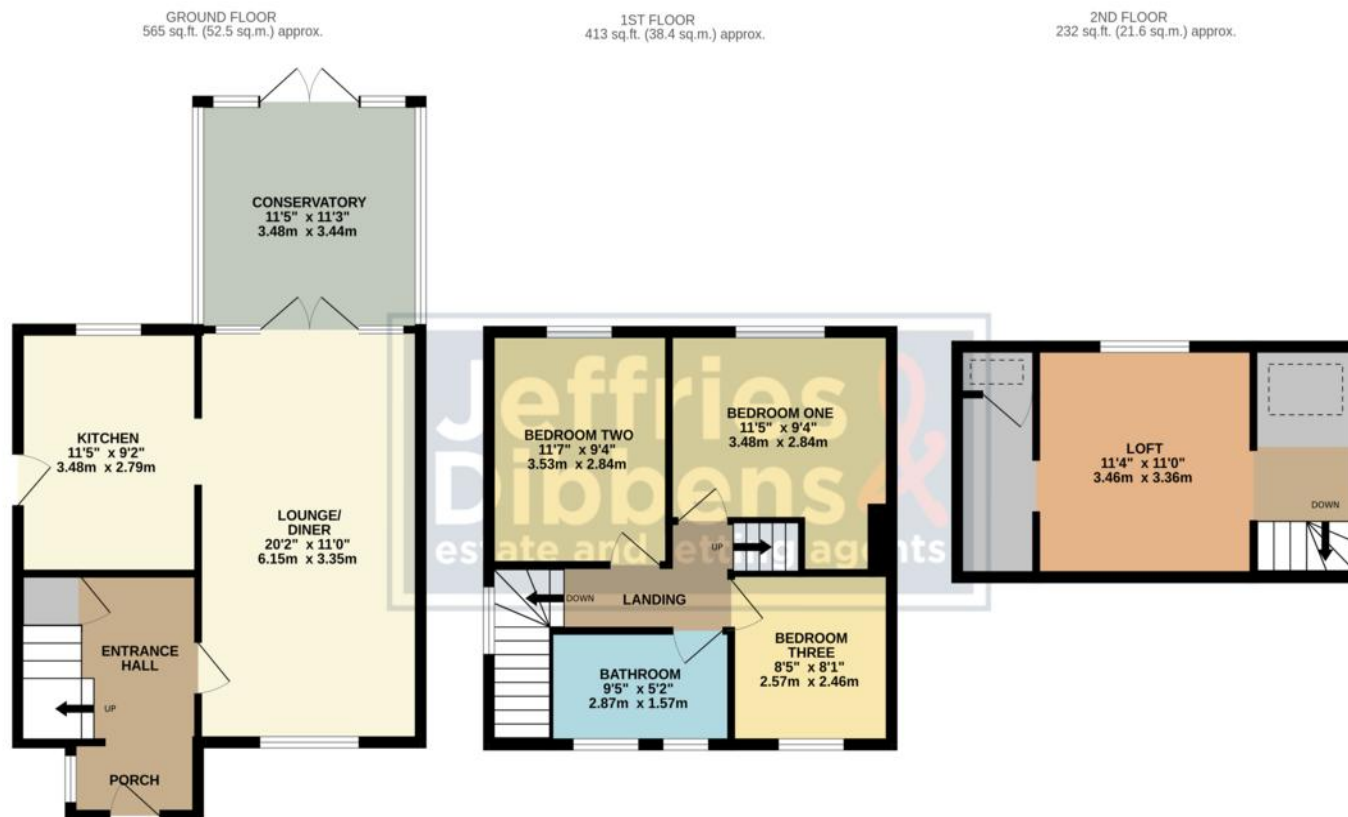 GROUND FLOOR
565 sq.ft. (52.5 sq.m.) approx.
1ST FLOOR
413 sq.ft. (38.4 sq.m.) approx.
2ND FLOOR
232 sq.ft. (21.6 sq.m.) approx.
CONSERVATORY
11'5" x 11'3"
3.48m x 3.44m
KITCHEN
11'5" x 9'2"
3.48m x 2.79m
LOUNGE/
DINER
20'2" x 11'0"
6.15m x 3.35m
ENTRANCE
HALL
UP
PORCH
Jeffries &
Dibbens
estate and letting agents
BEDROOM TWO
11'7" x 9'4"
3.53m x 2.84m
BEDROOM ONE
11'5" x 9'4"
3.48m x 2.84m
UP
DOWN
LANDING
BATHROOM
9'5" x 5'2"
2.87m x 1.57m
BEDROOM
THREE
8'5" x 8'1"
2.57m x 2.46m
LOFT
11'4" x 11'0"
3.46m x 3.36m
DOWN